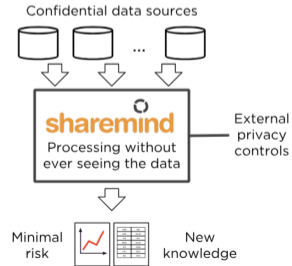 Confidential data sources
...
sharemind
Processing without
ever seeing the data
External
privacy
controls
Minimal
risk
New
knowledge